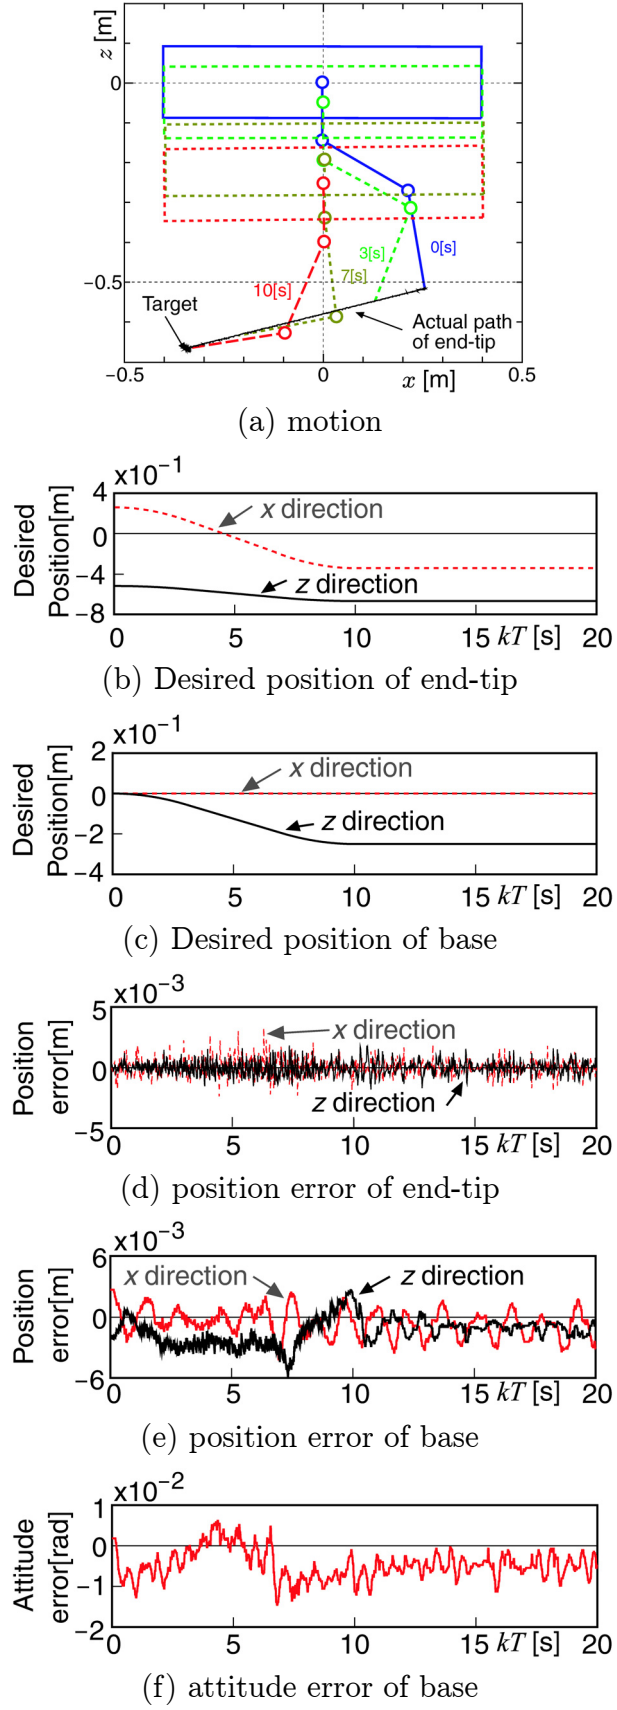 z [m]
0
−0.5
3[s]
0[s]
7[s]
10[s]
Target
Actual path
of end-tip
−0.5
0
0.5
x [m]
(a) motion
x10−1
4
0
−4
−8
Desired
Position[m]
x direction
z direction
0 5 10 15 kT [s] 20
(b) Desired position of end-tip
x10−1
2
0
−2
−4
Desired
Position[m]
x direction
z direction
0 5 10 15 kT [s] 20
(c) Desired position of base
x10−3
5
0
−5
Position
error[m]
x direction
z direction
0 5 10 15 kT [s] 20
(d) position error of end-tip
x10−3
6
0
−6
Position
error[m]
x direction
z direction
0 5 10 15 kT [s] 20
(e) position error of base
x10−2
1
0
−1
−2
Attitude
error[rad]
0 5 10 15 kT [s] 20
(f) attitude error of base